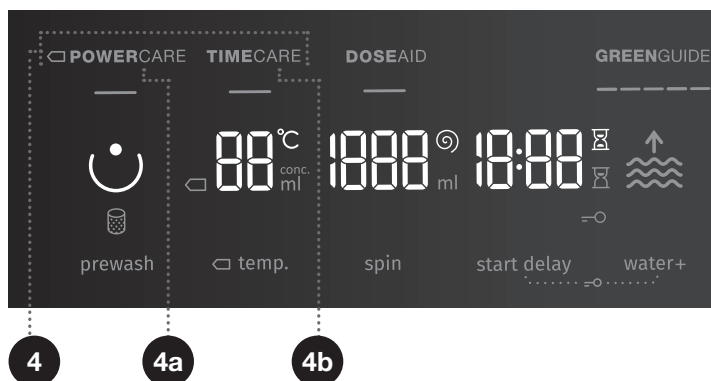 POWERCARE TIMECARE DOSEAID GREENGUIDE
88 °C 1888 18:88
conc.
ml ml
prewash temp. spin start delay water+
4 4a 4b